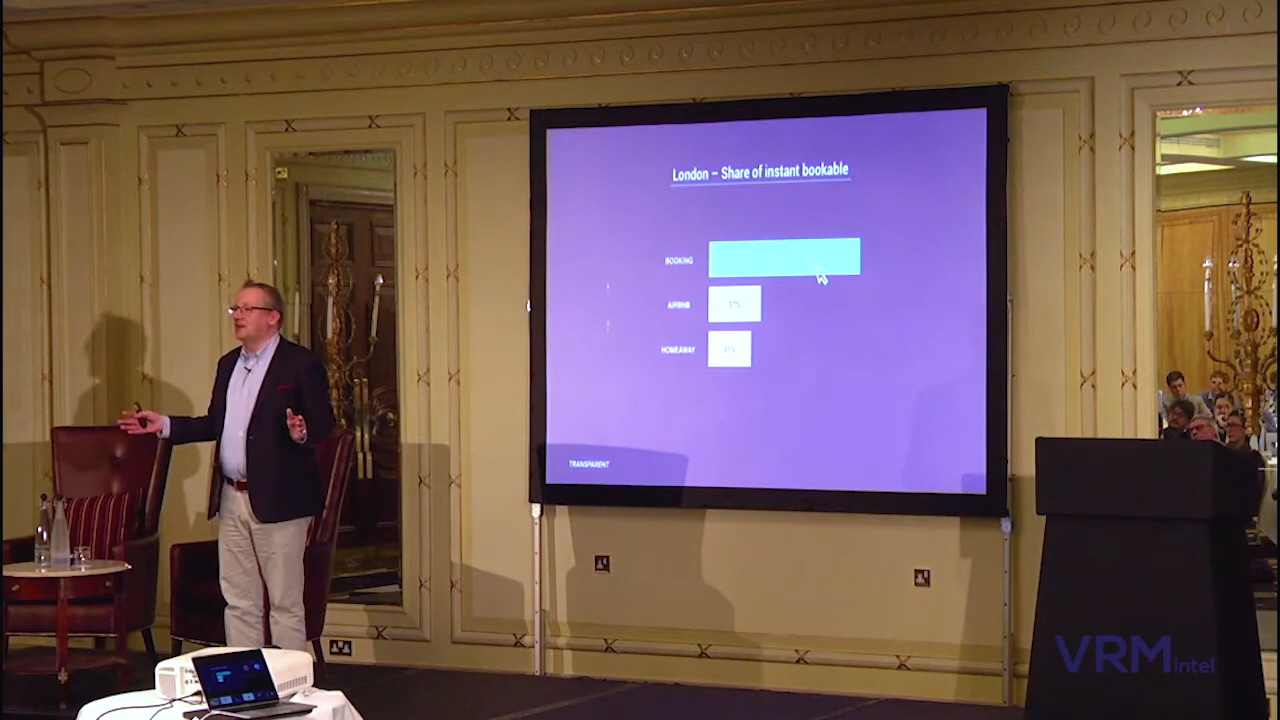 London – Share of instant bookable
BOOKING
AIRBNB
HOMEAWAY
TRANSPARENT
VRM
intel